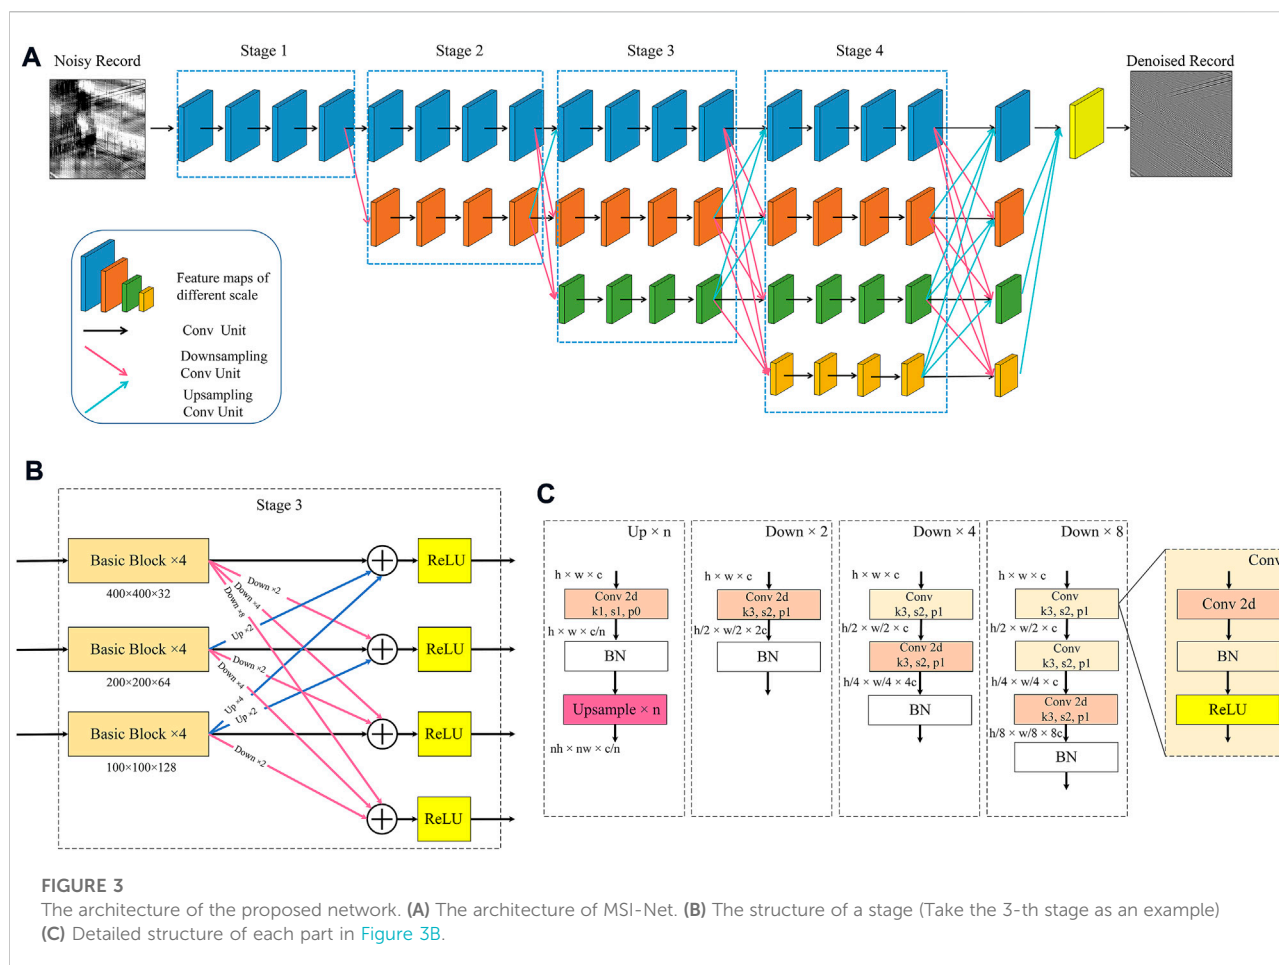 A
Noisy Record
Stage 1
Stage 2
Stage 3
Stage 4
Denoised Record
Feature maps of
different scale
Conv Unit
Downsampling
Conv Unit
Upsampling
Conv Unit
B
Stage 3
Basic Block ×4
400×400×32
Basic Block ×4
200×200×64
Basic Block ×4
100×100×128
Down ×2
Down ×4
Down ×8
Up ×2
Down ×2
Down ×4
Up ×4
Up ×2
Down ×2
ReLU
ReLU
ReLU
ReLU
C
Up × n
h × w × c
Conv 2d
k1, s1, p0
h × w × c/n
BN
Upsample × n
nh × nw × c/n
Down × 2
h × w × c
Conv 2d
k3, s2, p1
h/2 × w/2 × 2c
BN
Down × 4
h × w × c
Conv
k3, s2, p1
h/2 × w/2 × c
Conv 2d
k3, s2, p1
h/4 × w/4 × 4c
BN
Down × 8
h × w × c
Conv
k3, s2, p1
h/2 × w/2 × c
Conv
k3, s2, p1
h/4 × w/4 × c
Conv 2d
k3, s2, p1
h/8 × w/8 × 8c
BN
Conv
Conv 2d
BN
ReLU
FIGURE 3
The architecture of the proposed network. (A) The architecture of MSI-Net. (B) The structure of a stage (Take the 3-th stage as an example)
(C) Detailed structure of each part in Figure 3B.